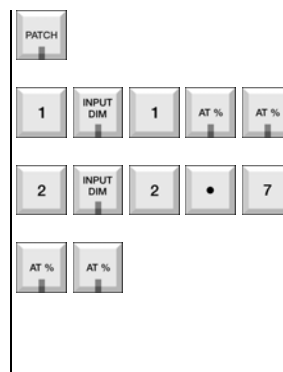 PATCH
1 INPUT DIM 1 AT % AT %
2 INPUT DIM 2 • 7
AT % AT %